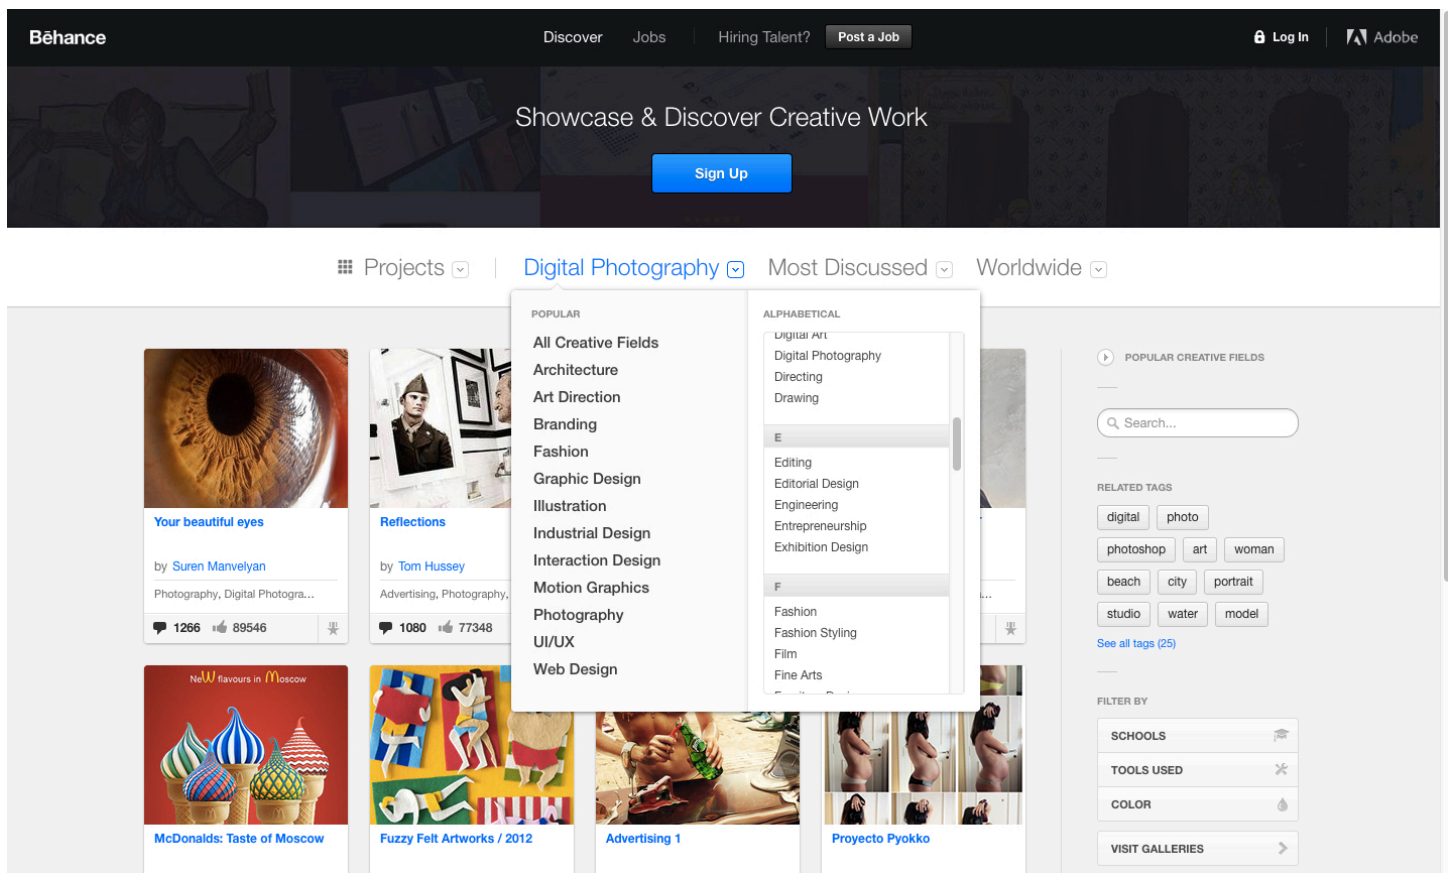 Bēhance
Discover
Jobs
Hiring Talent?
Post a Job
Log In
Adobe
Showcase & Discover Creative Work
Sign Up
Projects
Digital Photography
Most Discussed
Worldwide
POPULAR
All Creative Fields
Architecture
Art Direction
Branding
Fashion
Graphic Design
Illustration
Industrial Design
Interaction Design
Motion Graphics
Photography
UI/UX
Web Design
ALPHABETICAL
Digital Art
Digital Photography
Directing
Drawing
E
Editing
Editorial Design
Engineering
Entrepreneurship
Exhibition Design
F
Fashion
Fashion Styling
Film
Fine Arts
Your beautiful eyes
by Suren Manvelyan
Photography, Digital Photogra...
1266 89546
Reflections
by Tom Hussey
Advertising, Photography,
1080 77348
NeW flavours in Moscow
McDonalds: Taste of Moscow
Fuzzy Felt Artworks / 2012
Advertising 1
Proyecto Pyokko
POPULAR CREATIVE FIELDS
Search...
RELATED TAGS
digital photo
photoshop art woman
beach city portrait
studio water model
See all tags (25)
FILTER BY
SCHOOLS
TOOLS USED
COLOR
VISIT GALLERIES